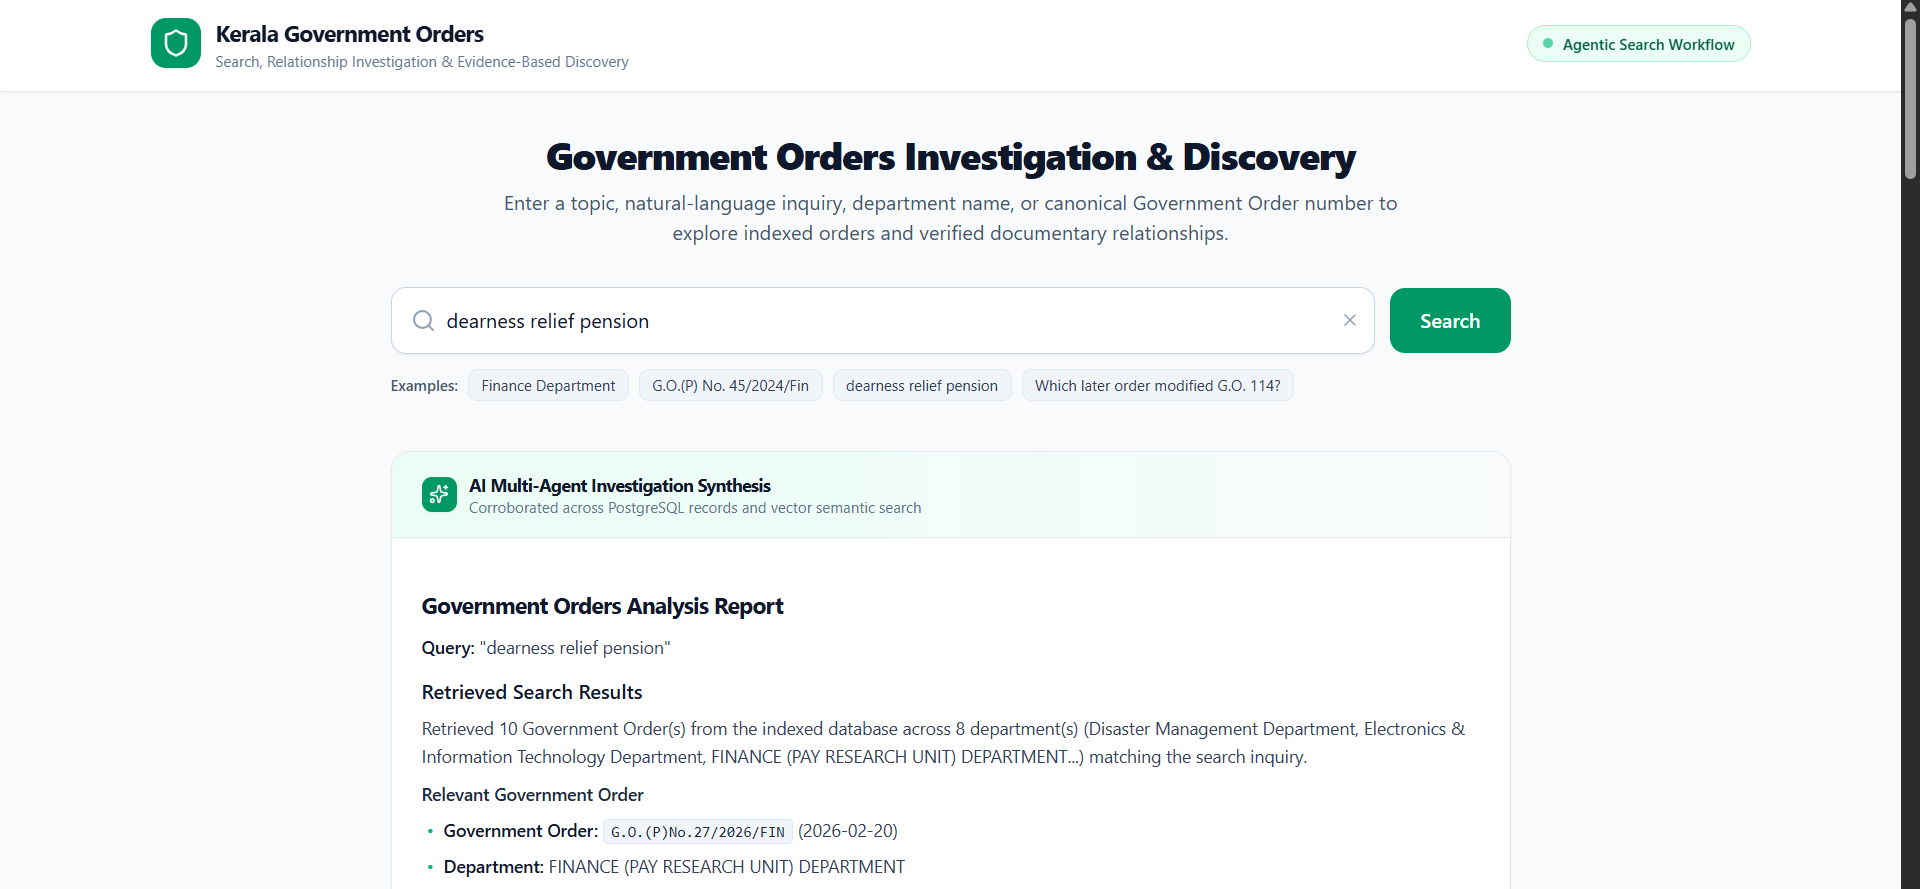 Kerala Government Orders
Search, Relationship Investigation & Evidence-Based Discovery
Agentic Search Workflow
Government Orders Investigation & Discovery
Enter a topic, natural-language inquiry, department name, or canonical Government Order number to
explore indexed orders and verified documentary relationships.
dearness relief pension
Search
Examples: Finance Department G.O.(P) No. 45/2024/Fin dearness relief pension Which later order modified G.O. 114?
AI Multi-Agent Investigation Synthesis
Corroborated across PostgreSQL records and vector semantic search
Government Orders Analysis Report
Query: "dearness relief pension"
Retrieved Search Results
Retrieved 10 Government Order(s) from the indexed database across 8 department(s) (Disaster Management Department, Electronics &
Information Technology Department, FINANCE (PAY RESEARCH UNIT) DEPARTMENT...) matching the search inquiry.
Relevant Government Order
• Government Order: G.O.(P)No.27/2026/FIN (2026-02-20)
• Department: FINANCE (PAY RESEARCH UNIT) DEPARTMENT